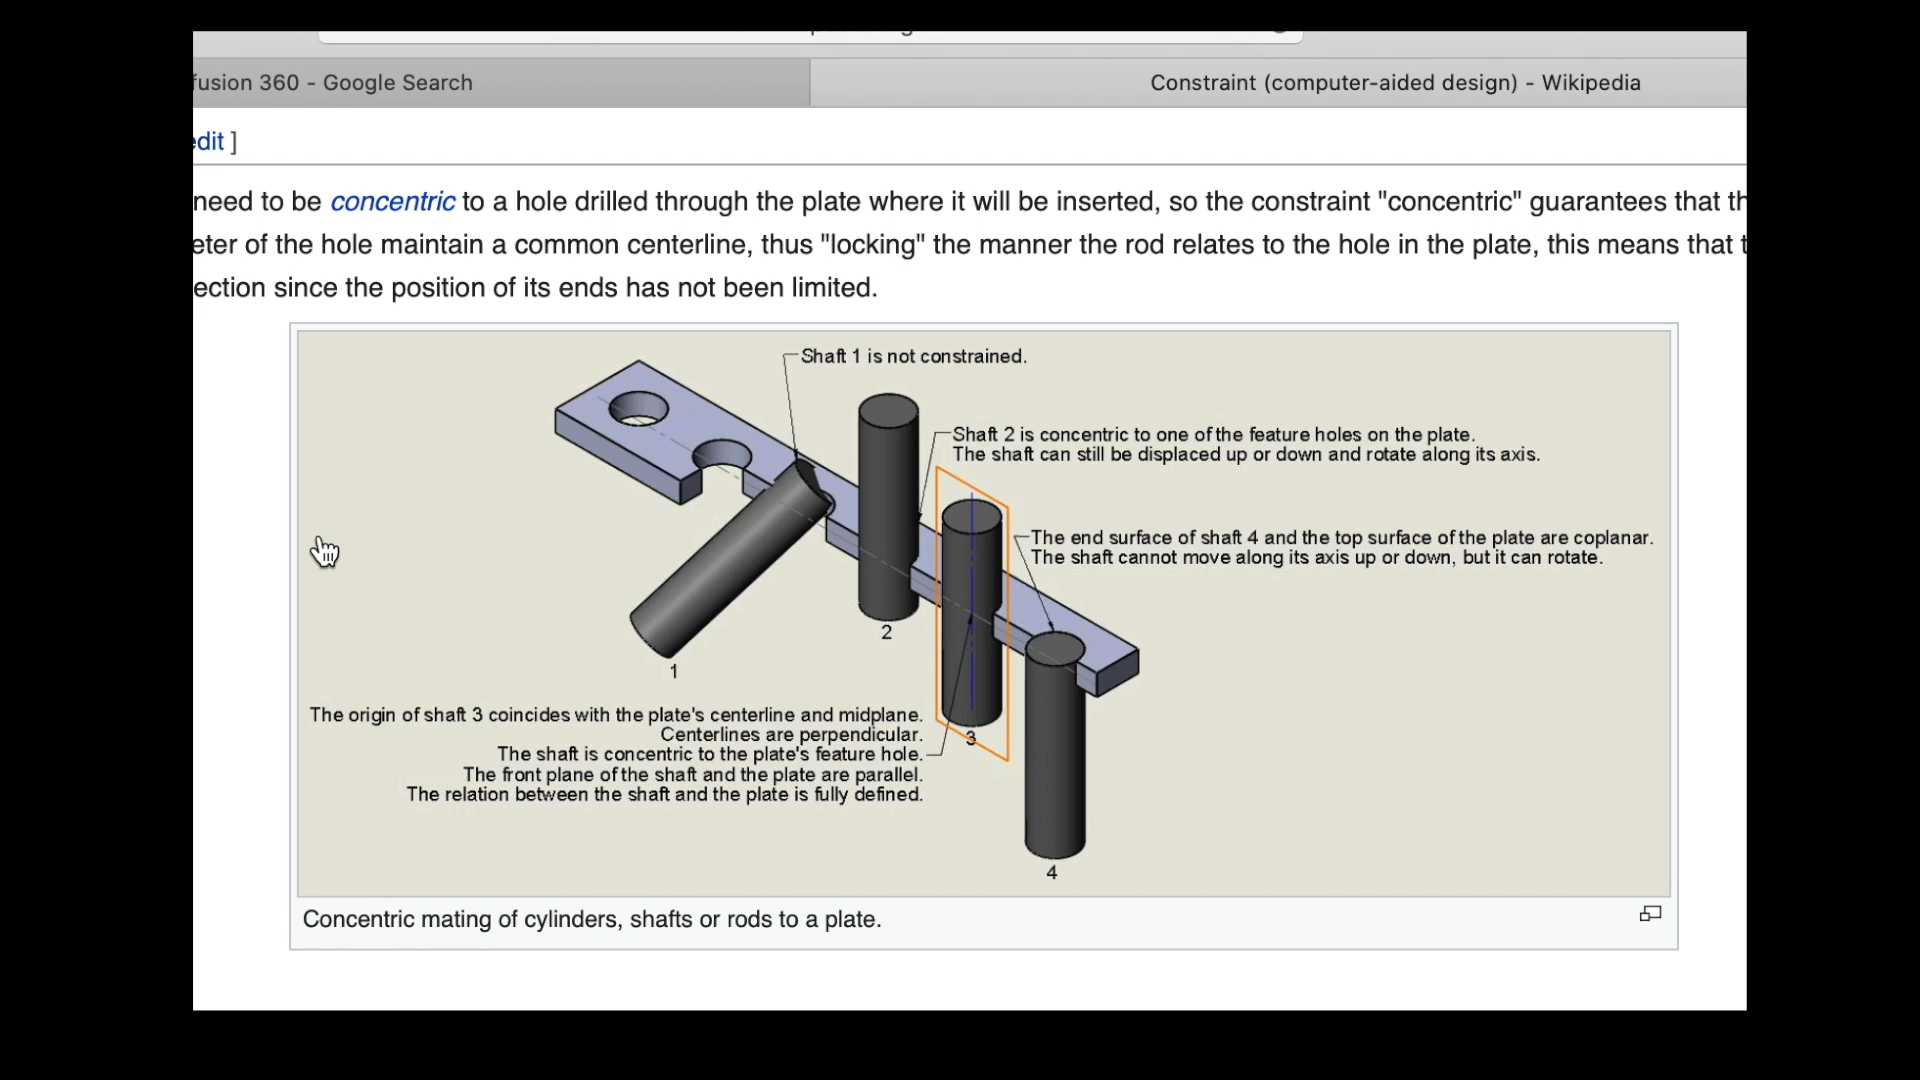 fusion 360 - Google Search
Constraint (computer-aided design) - Wikipedia
edit ]
need to be concentric to a hole drilled through the plate where it will be inserted, so the constraint "concentric" guarantees that
of the hole maintain a common centerline, thus "locking" the manner the rod relates to the hole in the plate, this means that
since the position of its ends has not been limited.
Shaft 1 is not constrained.
Shaft 2 is concentric to one of the feature holes on the plate.
The shaft can still be displaced up or down and rotate along its axis.
The end surface of shaft 4 and the top surface of the plate are coplanar.
The shaft cannot move along its axis up or down, but it can rotate.
2
1
The origin of shaft 3 coincides with the plate's centerline and midplane.
Centerlines are perpendicular.
3
The shaft is concentric to the plate's feature hole.
The front plane of the shaft and the plate are parallel.
The relation between the shaft and the plate is fully defined.
4
Concentric mating of cylinders, shafts or rods to a plate.